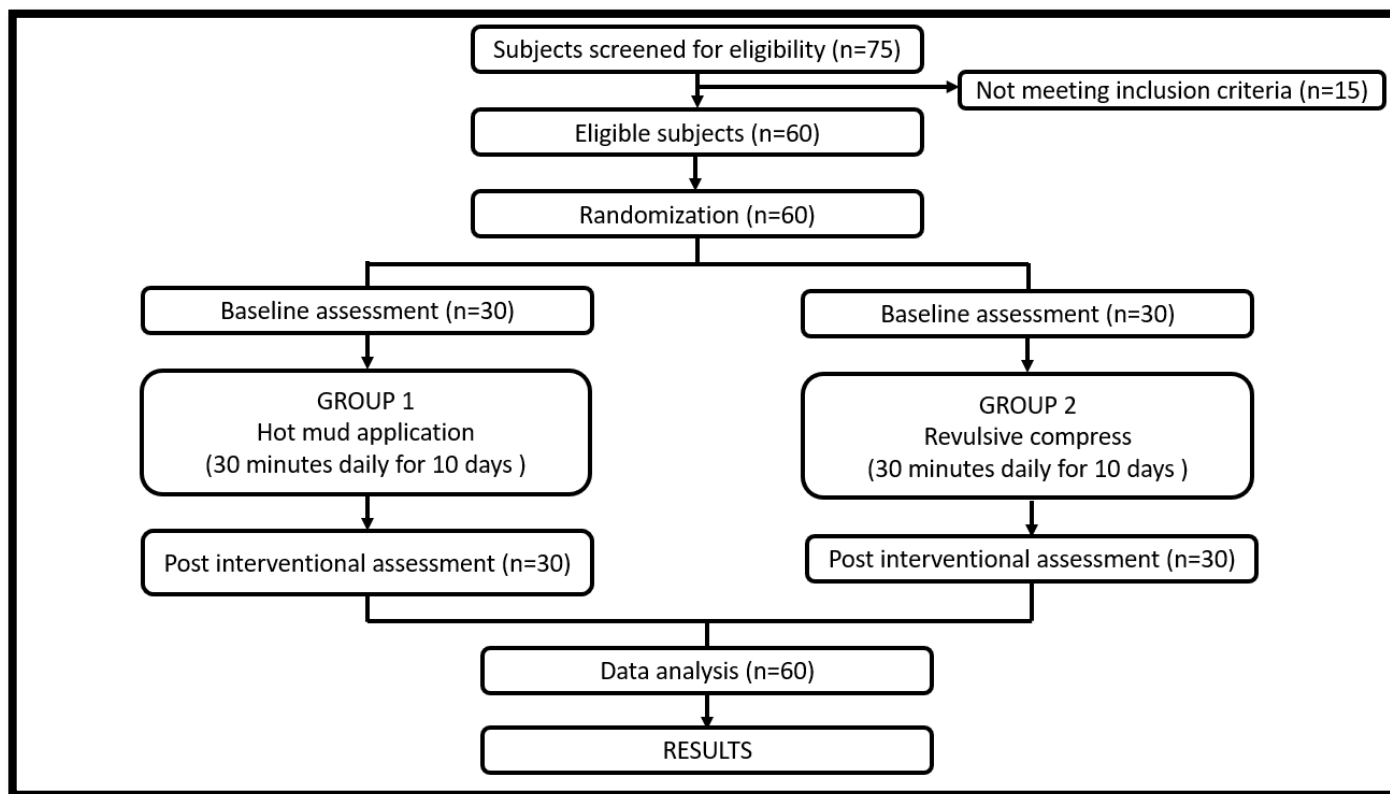 Subjects screened for eligibility (n=75)
Not meeting inclusion criteria (n=15)
Eligible subjects (n=60)
Randomization (n=60)
Baseline assessment (n=30)
Baseline assessment (n=30)
GROUP 1
Hot mud application
(30 minutes daily for 10 days )
GROUP 2
Revulsive compress
(30 minutes daily for 10 days )
Post interventional assessment (n=30)
Post interventional assessment (n=30)
Data analysis (n=60)
RESULTS